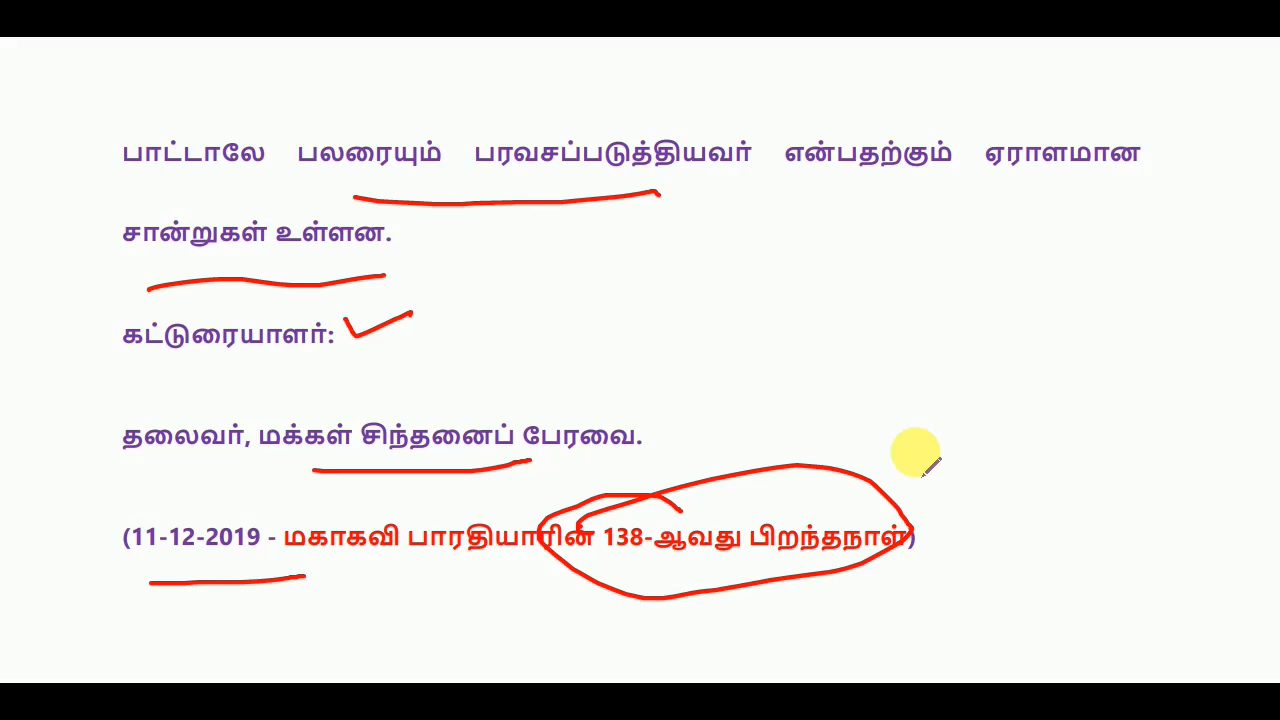 பாட்டாலே பலரையும் பரவசப்படுத்தியவர் என்பதற்கும் ஏராளமான
சான்றுகள் உள்ளன.
கட்டுரையாளர்:
தலைவர், மக்கள் சிந்தனைப் பேரவை.
(11-12-2019 - மகாகவி பாரதியாரின் 138-ஆவது பிறந்தநாள்)